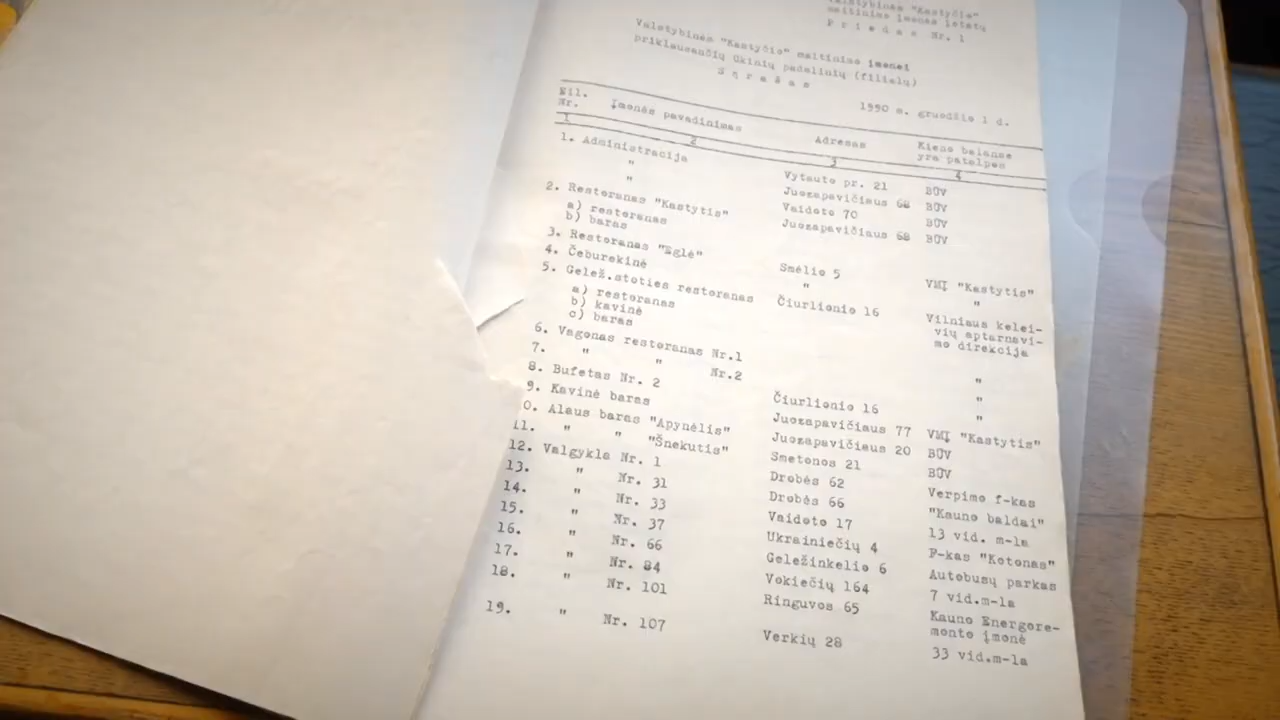 Valstybinės "Kastyčio"
maitinimo įmonės įstatų
Priedas Nr. 1
Valstybinės "Kastyčio" maitinimo įmonei
priklausančių ūkinių padalinių (filialų)
Sąrašas
1990 m. gruodžio 1 d.
Eil. Nr. Įmonės pavadinimas Adresas Kieno balanse yra patalpos
1 2 3 4
1. Administracija Vytauto pr. 21 BŪV
" Juozapavičiaus 68 BŪV
" Vaidoto 70 BŪV
2. Restoranas "Kastytis" Juozapavičiaus 68 BŪV
a) restoranas
b) baras
3. Restoranas "Eglė" Smėlio 5 VMĮ "Kastytis"
4. Čeburekinė " "
5. Gelež.stoties restoranas Čiurlionio 16 Vilniaus kelei-
a) restoranas vių aptarnavi-
b) kavinė mo direkcija
c) baras
6. Vagonas restoranas Nr.1 "
7. " " Nr.2 "
8. Bufetas Nr. 2 Čiurlionio 16 "
9. Kavinė baras Juozapavičiaus 77 VMĮ "Kastytis"
0. Alaus baras "Apynėlis" Juozapavičiaus 20 BŪV
11. " " "Šnekutis" Smetonos 21 BŪV
12. Valgykla Nr. 1 Drobės 62 Verpimo f-kas
13. " Nr. 31 Drobės 66 "Kauno baldai"
14. " Nr. 33 Vaidoto 17 13 vid. m-la
15. " Nr. 37 Ukrainiečių 4 F-kas "Kotonas"
16. " Nr. 66 Geležinkelio 6 Autobusų parkas
17. " Nr. 84 Vokiečių 164 7 vid.m-la
18. " Nr. 101 Ringuvos 65 Kauno Energore-
monto įmonė
19. " Nr. 107 Verkių 28 33 vid.m-la